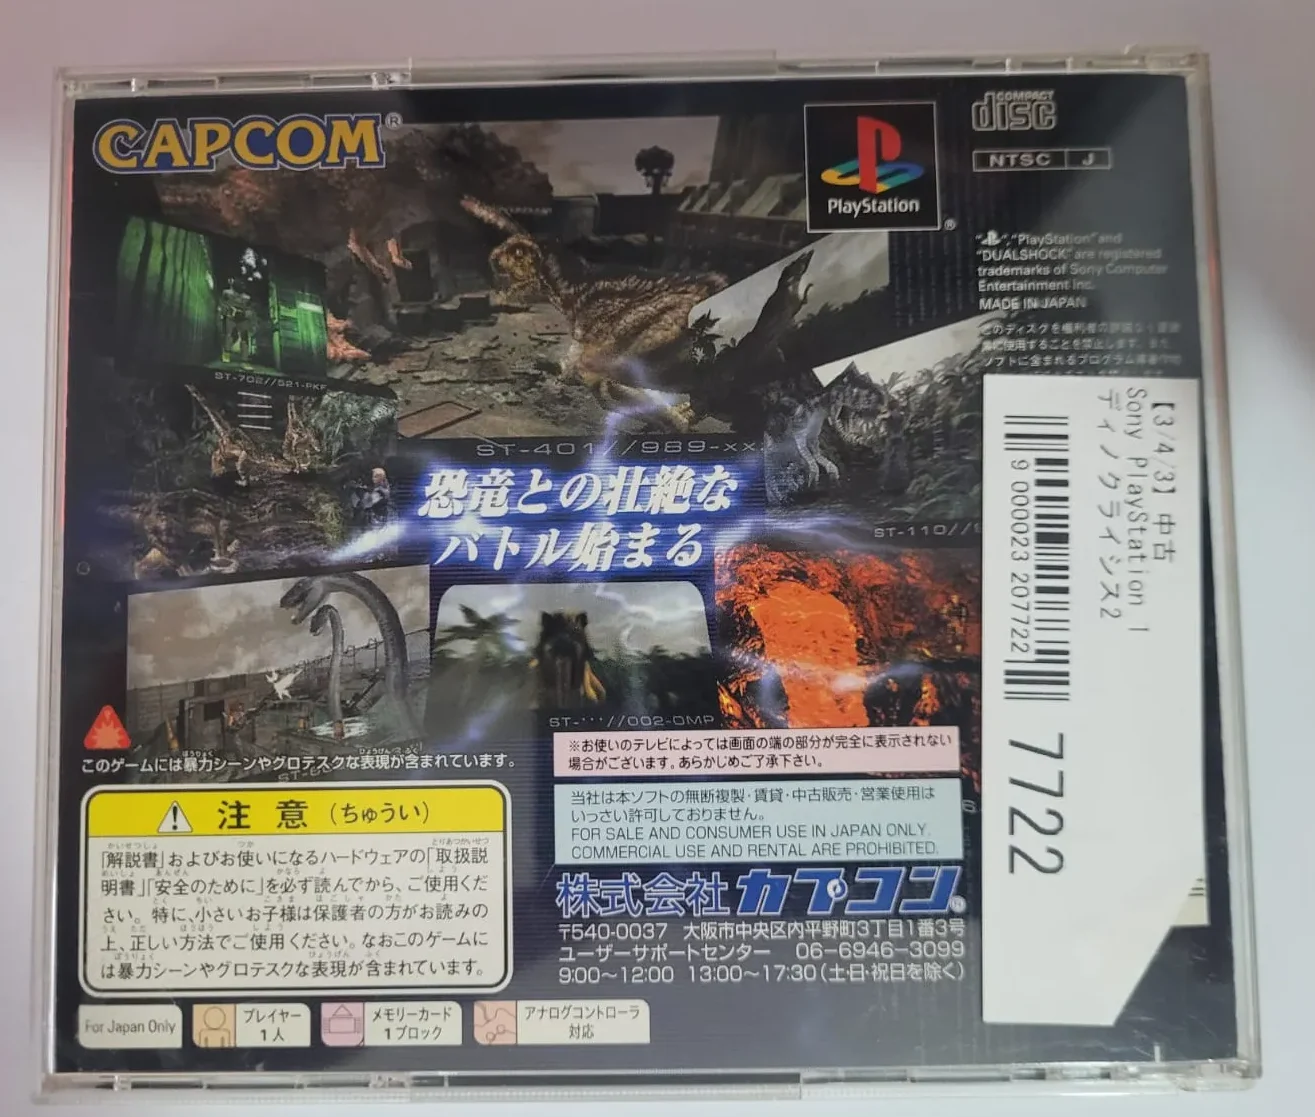 CAPCOM®
COMPACT
disc
NTSC J
PlayStation
®
"PlayStation" and
"DUALSHOCK" are registered
trademarks of Sony Computer
Entertainment Inc.
MADE IN JAPAN
ST-702//S21-PKF
ST-401//989-xx
恐竜との壮絶な
バトル始まる
ST-110//
ST-···//002-DMP
【3/4/3】中古
Sony PlayStation 1
ディノクライシス2
9 000023 207722
7722
このゲームには暴力シーンやグロテスクな表現が含まれています。
注意(ちゅうい)
「解説書」およびお使いになるハードウェアの「取扱説
明書」「安全のために」を必ず読んでから、ご使用くだ
さい。特に、小さいお子様は保護者の方がお読みの
上、正しい方法でご使用ください。なおこのゲームに
は暴力シーンやグロテスクな表現が含まれています。
※お使いのテレビによっては画面の端の部分が完全に表示されない
場合がございます。あらかじめご了承下さい。
当社は本ソフトの無断複製・賃貸・中古販売・営業使用は
いっさい許可しておりません。
FOR SALE AND CONSUMER USE IN JAPAN ONLY.
COMMERCIAL USE AND RENTAL ARE PROHIBITED.
株式会社カプコン
〒540-0037 大阪市中央区内平野町3丁目1番3号
ユーザーサポートセンター 06-6946-3099
9:00〜12:00 13:00〜17:30(土・日・祝日を除く)
For Japan Only
プレイヤー
1人
メモリーカード
1ブロック
アナログコントローラ
対応